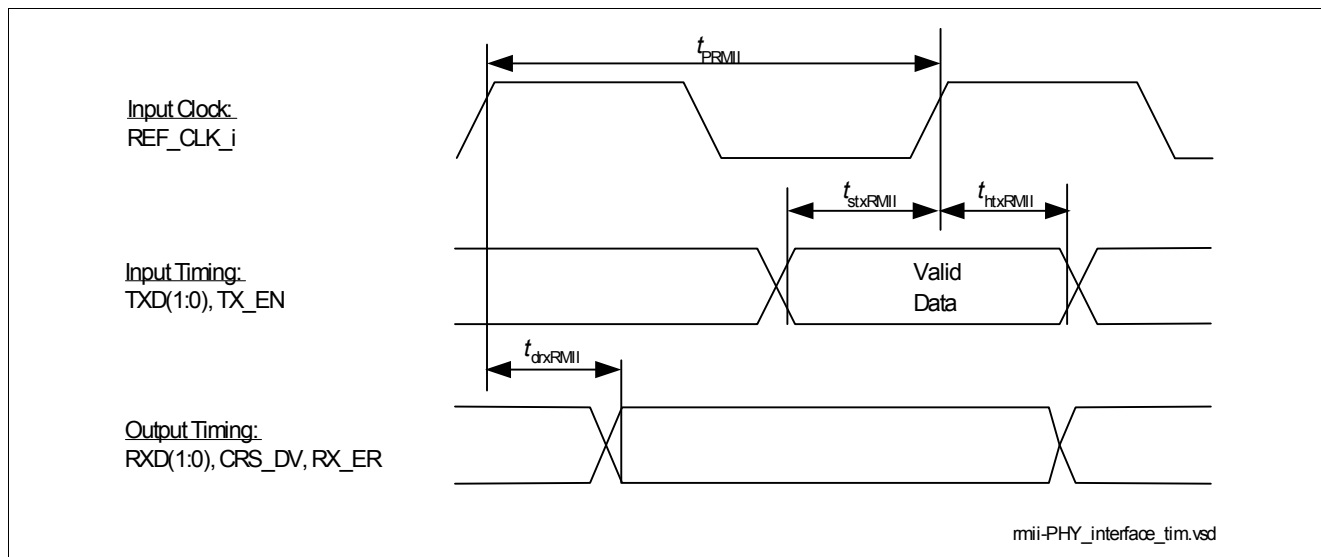 tPRMII
Input Clock:
REF_CLK_i
tstxRMII
thtxRMII
Input Timing:
TXD(1:0), TX_EN
Valid
Data
tdrxRMII
Output Timing:
RXD(1:0), CRS_DV, RX_ER
rmii-PHY_interface_tim.vsd